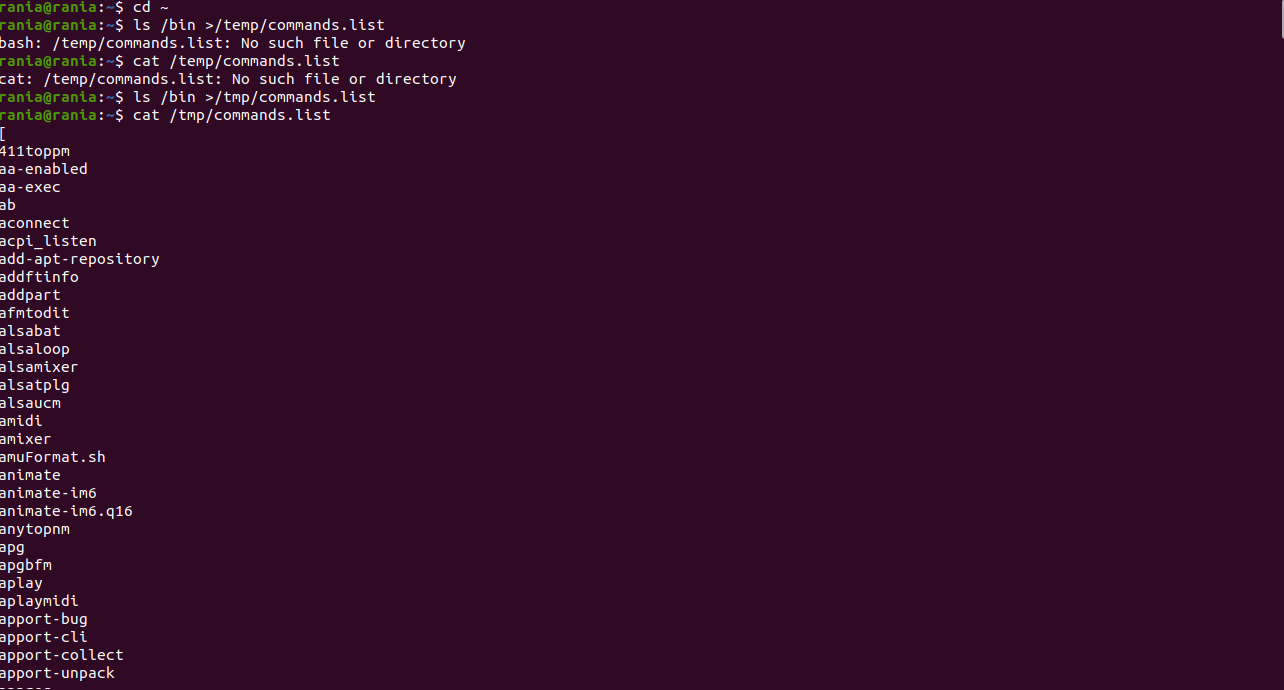 rania@rania:~$ cd ~
rania@rania:~$ ls /bin >/temp/commands.list
bash: /temp/commands.list: No such file or directory
rania@rania:~$ cat /temp/commands.list
cat: /temp/commands.list: No such file or directory
rania@rania:~$ ls /bin >/tmp/commands.list
rania@rania:~$ cat /tmp/commands.list
[
411toppm
aa-enabled
aa-exec
ab
aconnect
acpi_listen
add-apt-repository
addftinfo
addpart
afmtodit
alsabat
alsaloop
alsamixer
alsatplg
alsaucm
amidi
amixer
amuFormat.sh
animate
animate-im6
animate-im6.q16
anytopnm
apg
apgbfm
aplay
aplaymidi
apport-bug
apport-cli
apport-collect
apport-unpack